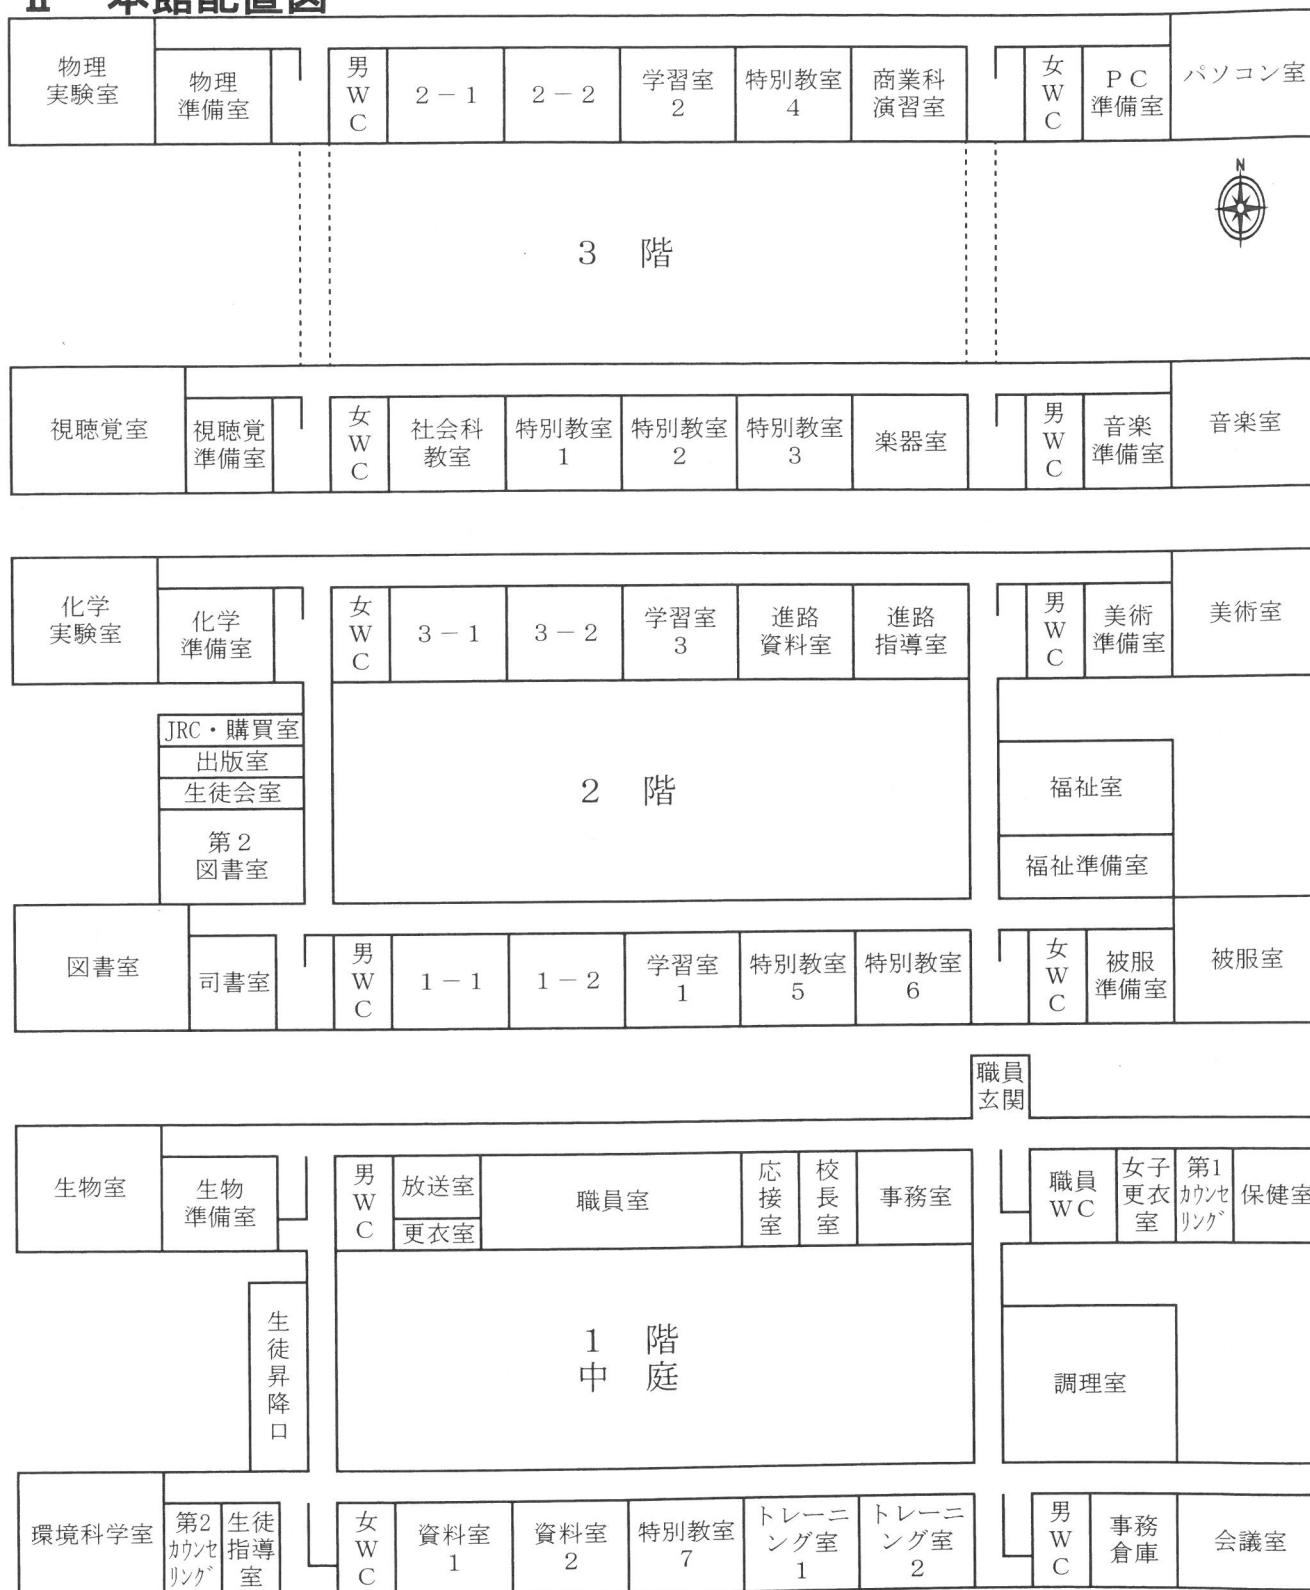 II 本館配置図
物理
実験室
物理
準備室
男
W
C
2－1
2－2
学習室
2
特別教室
4
商業科
演習室
女
W
C
PC
準備室
パソコン室
N
3 階
視聴覚室
視聴覚
準備室
女
W
C
社会科
教室
特別教室
1
特別教室
2
特別教室
3
楽器室
男
W
C
音楽
準備室
音楽室
化学
実験室
化学
準備室
女
W
C
3－1
3－2
学習室
3
進路
資料室
進路
指導室
男
W
C
美術
準備室
美術室
JRC・購買室
出版室
生徒会室
第2
図書室
2 階
福祉室
福祉準備室
図書室
司書室
男
W
C
1－1
1－2
学習室
1
特別教室
5
特別教室
6
女
W
C
被服
準備室
被服室
職員
玄関
生物室
生物
準備室
男
W
C
放送室
更衣室
職員室
応
接
室
校
長
室
事務室
職員
WC
女子
更衣
室
第1
カウンセ
リング
保健室
生
徒
昇
降
口
1 階
中 庭
調理室
環境科学室
第2
カウンセ
リング
生徒
指導
室
女
W
C
資料室
1
資料室
2
特別教室
7
トレーニ
ング室
1
トレーニ
ング室
2
男
W
C
事務
倉庫
会議室